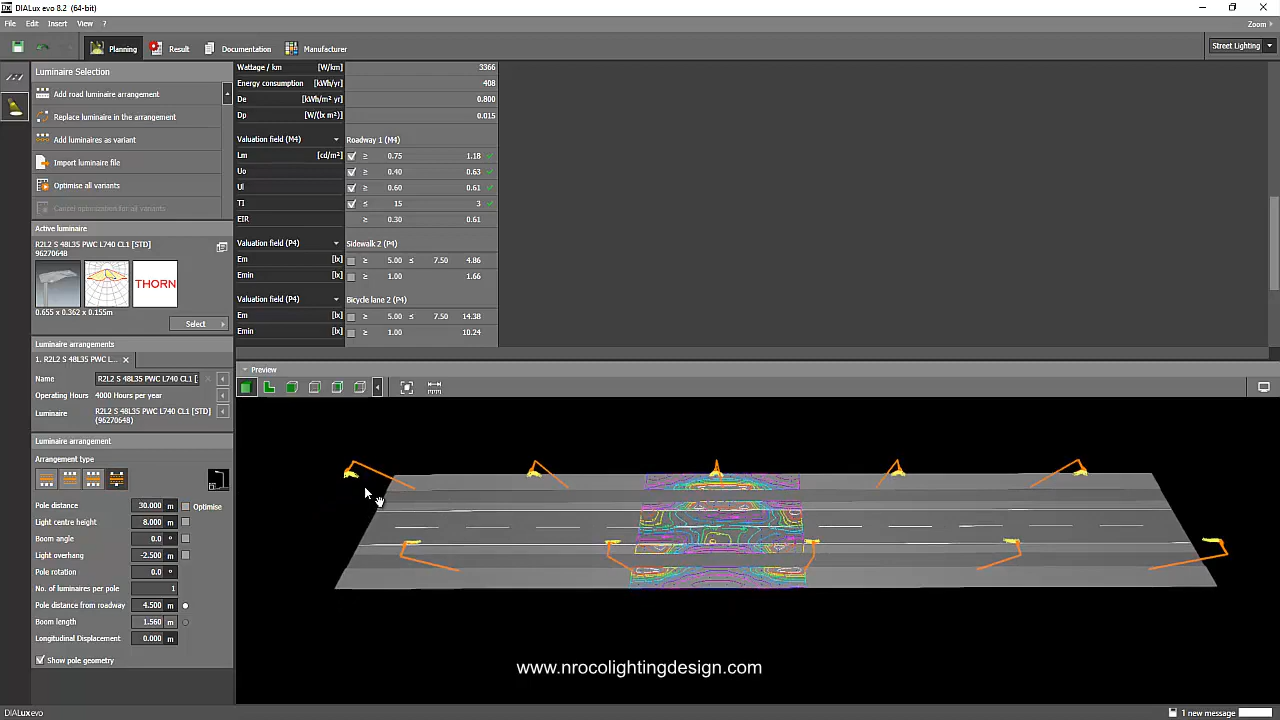 DIALux evo 8.2 (64-bit)
File Edit Insert View ?
Zoom
Planning Result Documentation Manufacturer
Street Lighting
Luminaire Selection
Add road luminaire arrangement
Replace luminaire in the arrangement
Add luminaires as variant
Import luminaire file
Optimise all variants
Cancel optimization for all variants
Active luminaire
R2L2 S 48L35 PWC L740 CL1 [STD]
96270648
THORN
0.655 x 0.362 x 0.155m
Select
Luminaire arrangements
1. R2L2 S 48L35 PWC L...
Name R2L2 S 48L35 PWC L740 CL1 [
Operating Hours 4000 Hours per year
Luminaire R2L2 S 48L35 PWC L740 CL1 [STD]
(96270648)
Luminaire arrangement
Arrangement type
Pole distance 30.000 m Optimise
Light centre height 8.000 m
Boom angle 0.0 °
Light overhang -2.500 m
Pole rotation 0.0 °
No. of luminaires per pole 1
Pole distance from roadway 4.500 m
Boom length 1.560 m
Longitudinal Displacement 0.000 m
Show pole geometry
Wattage / km [W/km] 3366
Energy consumption [kWh/yr] 408
De [kWh/m² yr] 0.800
Dp [W/(lx m²)] 0.015
Valuation field (M4) Roadway 1 (M4)
Lm [cd/m²] ≥ 0.75 1.18
Uo ≥ 0.40 0.63
Ul ≥ 0.60 0.61
TI ≤ 15 3
EIR ≥ 0.30 0.61
Valuation field (P4) Sidewalk 2 (P4)
Em [lx] ≥ 5.00 ≤ 7.50 4.86
Emin [lx] ≥ 1.00 1.66
Valuation field (P4) Bicycle lane 2 (P4)
Em [lx] ≥ 5.00 ≤ 7.50 14.38
Emin [lx] ≥ 1.00 10.24
Preview
www.nrocolightingdesign.com
DIALux evo
1 new message